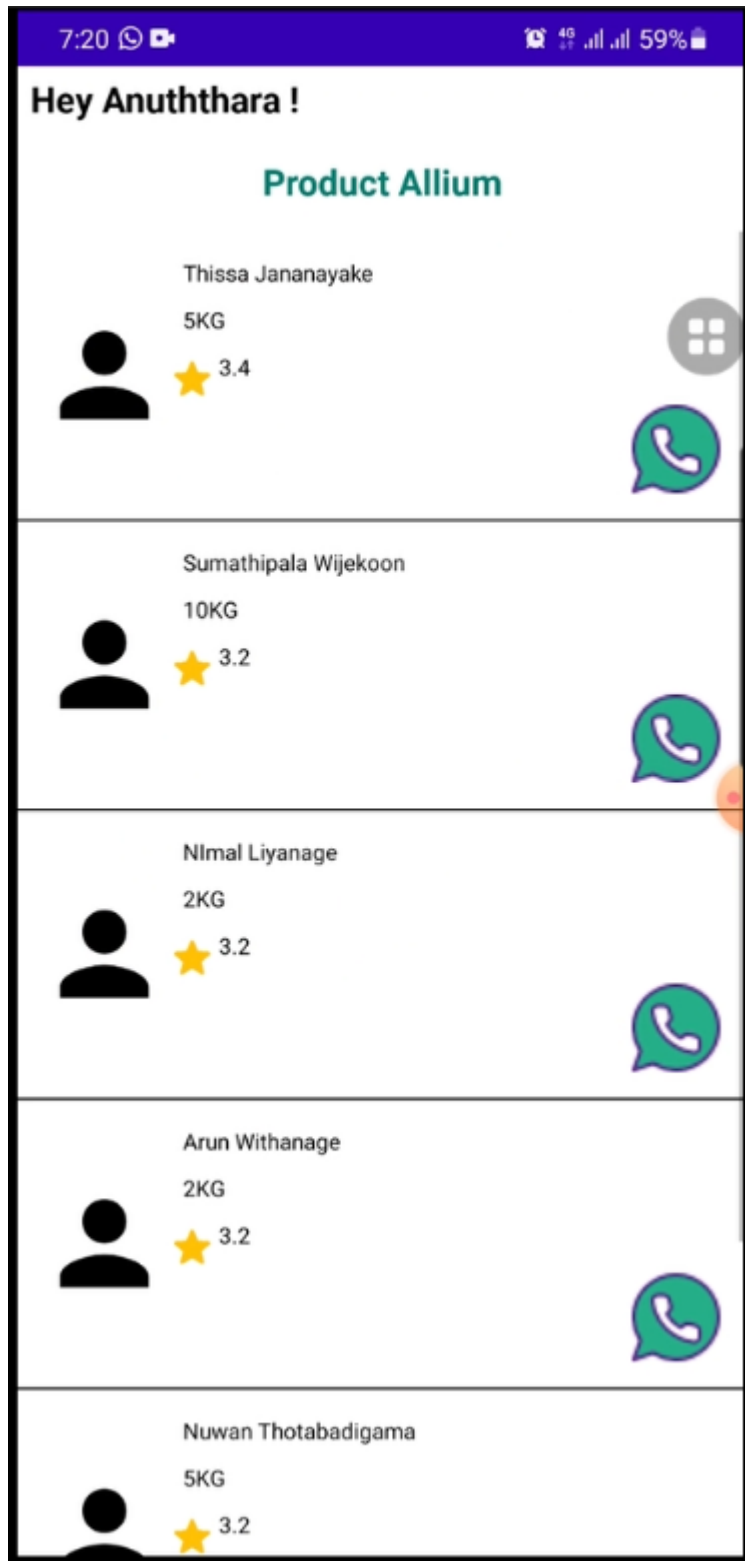 7:20 4G 59%
Hey Anuththara !
Product Allium
Thissa Jananayake
5KG
3.4
Sumathipala Wijekoon
10KG
3.2
NImal Liyanage
2KG
3.2
Arun Withanage
2KG
3.2
Nuwan Thotabadigama
5KG
3.2